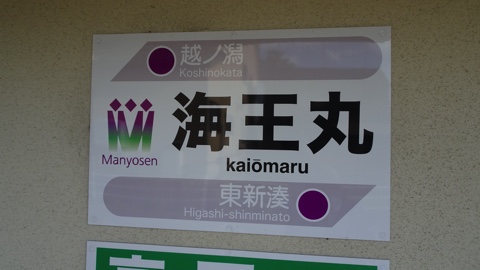 越ノ潟
Koshinokata
海王丸
kaiōmaru
Manyosen
東新湊
Higashi-shinminato